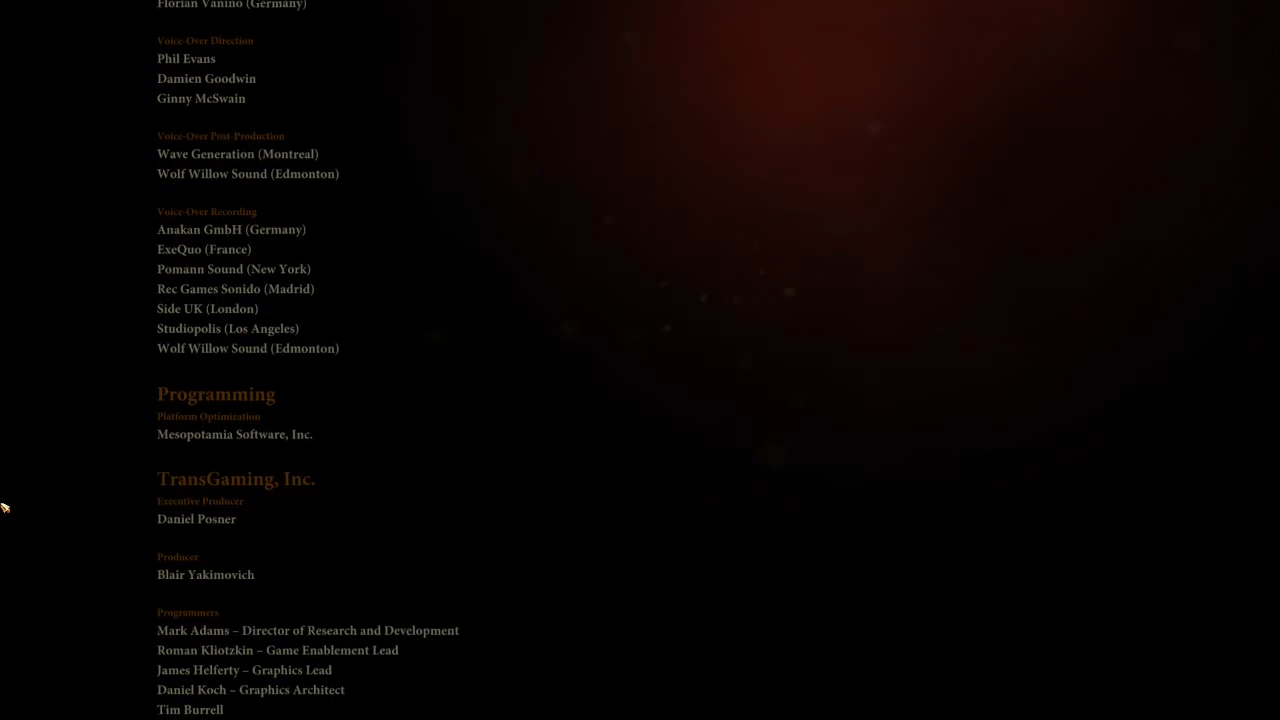 Florian Vanino (Germany)
Voice-Over Direction
Phil Evans
Damien Goodwin
Ginny McSwain
Voice-Over Post-Production
Wave Generation (Montreal)
Wolf Willow Sound (Edmonton)
Voice-Over Recording
Anakan GmbH (Germany)
ExeQuo (France)
Pomann Sound (New York)
Rec Games Sonido (Madrid)
Side UK (London)
Studiopolis (Los Angeles)
Wolf Willow Sound (Edmonton)
Programming
Platform Optimization
Mesopotamia Software, Inc.
TransGaming, Inc.
Executive Producer
Daniel Posner
Producer
Blair Yakimovich
Programmers
Mark Adams – Director of Research and Development
Roman Kliotzkin – Game Enablement Lead
James Helferty – Graphics Lead
Daniel Koch – Graphics Architect
Tim Burrell